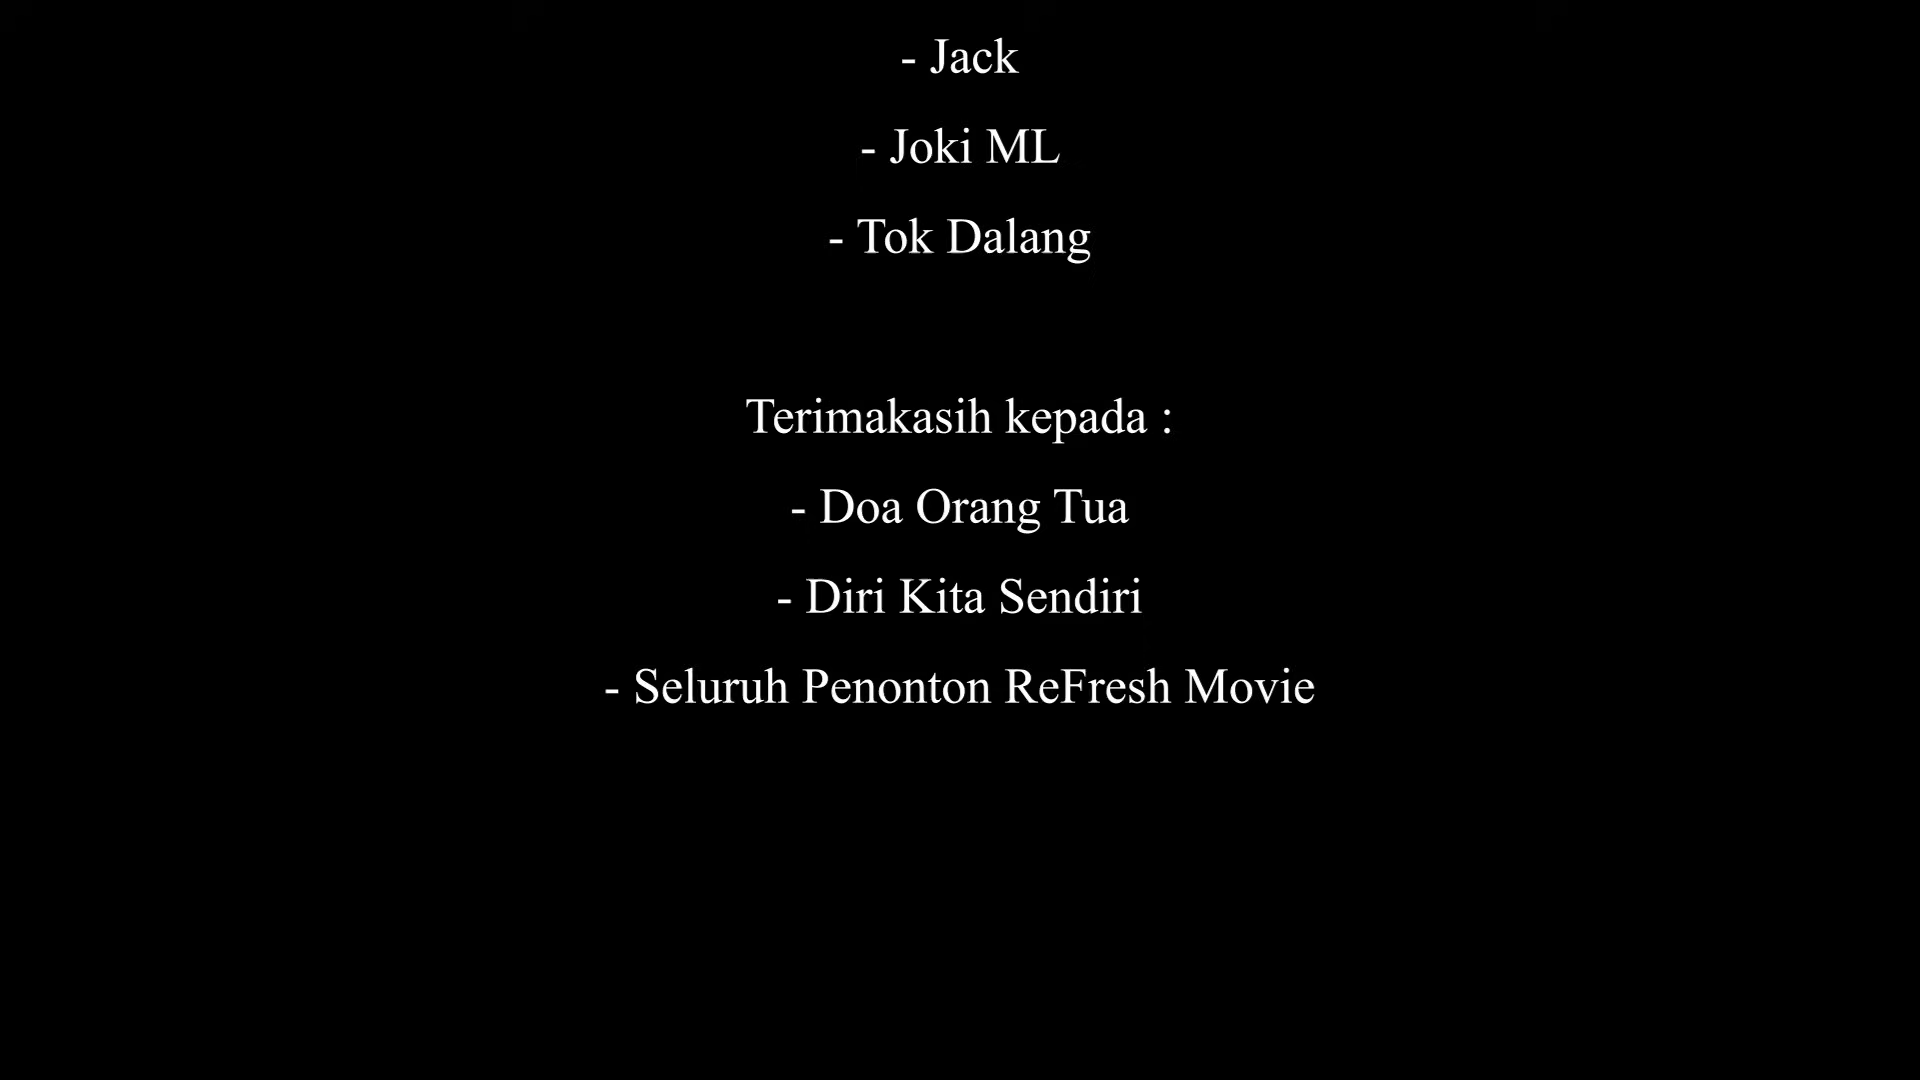 - Jack
- Joki ML
- Tok Dalang
Terimakasih kepada :
- Doa Orang Tua
- Diri Kita Sendiri
- Seluruh Penonton ReFresh Movie